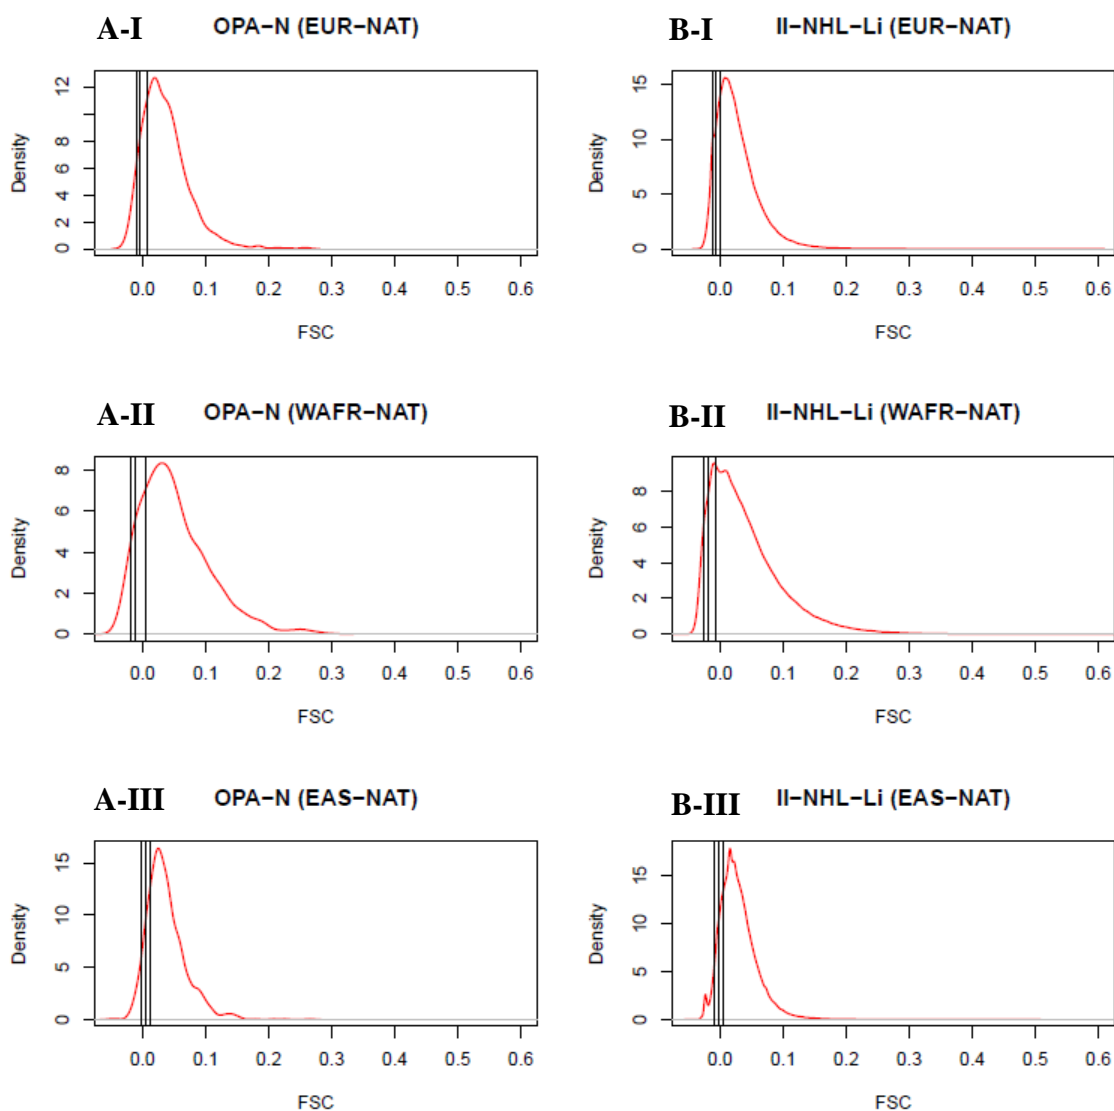 A-I OPA−N (EUR−NAT)
Density
0 2 4 6 8 12
0.0 0.1 0.2 0.3 0.4 0.5 0.6
FSC
B-I II−NHL−Li (EUR−NAT)
Density
0 5 10 15
0.0 0.1 0.2 0.3 0.4 0.5 0.6
FSC
A-II OPA−N (WAFR−NAT)
Density
0 2 4 6 8
0.0 0.1 0.2 0.3 0.4 0.5 0.6
FSC
B-II II−NHL−Li (WAFR−NAT)
Density
0 2 4 6 8
0.0 0.1 0.2 0.3 0.4 0.5 0.6
FSC
A-III OPA−N (EAS−NAT)
Density
0 5 10 15
0.0 0.1 0.2 0.3 0.4 0.5 0.6
FSC
B-III II−NHL−Li (EAS−NAT)
Density
0 5 10 15
0.0 0.1 0.2 0.3 0.4 0.5 0.6
FSC